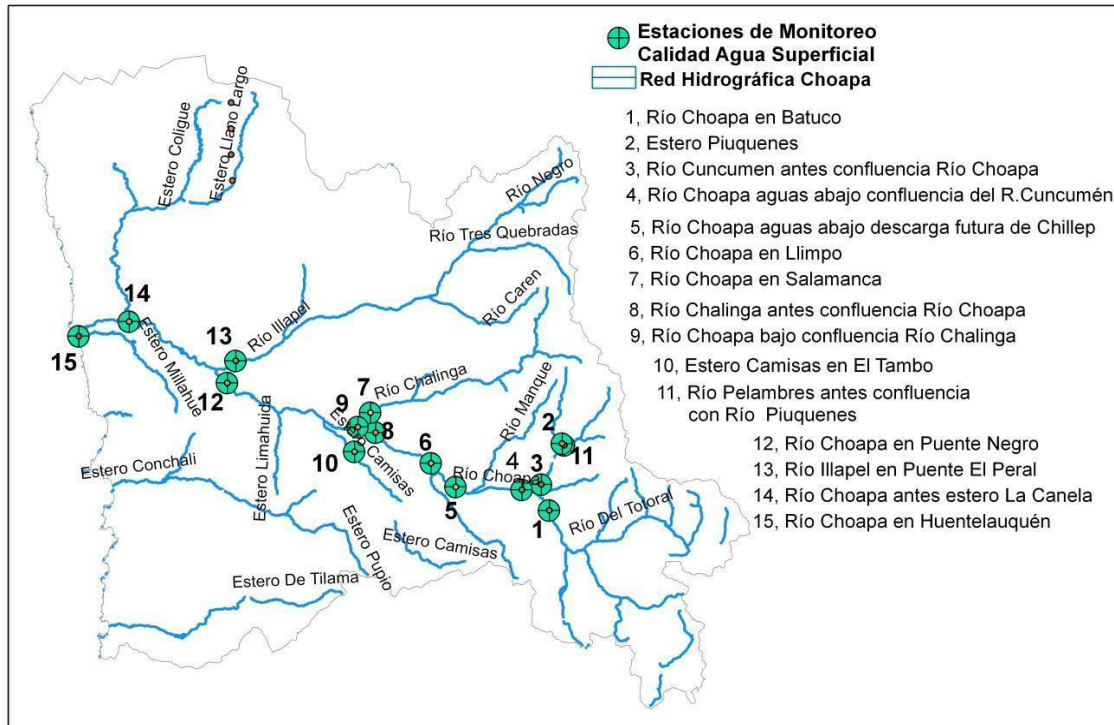 Estaciones de Monitoreo
Calidad Agua Superficial
Red Hidrográfica Choapa
1, Río Choapa en Batuco
2, Estero Piuquenes
3, Río Cuncumen antes confluencia Río Choapa
4, Río Choapa aguas abajo confluencia del R.Cuncumén
5, Río Choapa aguas abajo descarga futura de Chillep
6, Río Choapa en Llimpo
7, Río Choapa en Salamanca
8, Río Chalinga antes confluencia Río Choapa
9, Río Choapa bajo confluencia Río Chalinga
10, Estero Camisas en El Tambo
11, Río Pelambres antes confluencia
con Río Piuquenes
12, Río Choapa en Puente Negro
13, Río Illapel en Puente El Peral
14, Río Choapa antes estero La Canela
15, Río Choapa en Huentelauquén
Estero Coligue
Estero Llano Largo
Río Negro
Río Tres Quebradas
Río Caren
14
Estero Millahue
13
Río Illapel
15
12
7
Río Chalinga
Río Manque
9
8
2
11
10
Estero Camisas
6
Río Choapa
4
3
5
1
Río Del Totoral
Estero Limahuida
Estero Conchali
Estero Pupio
Estero Camisas
Estero De Tilama